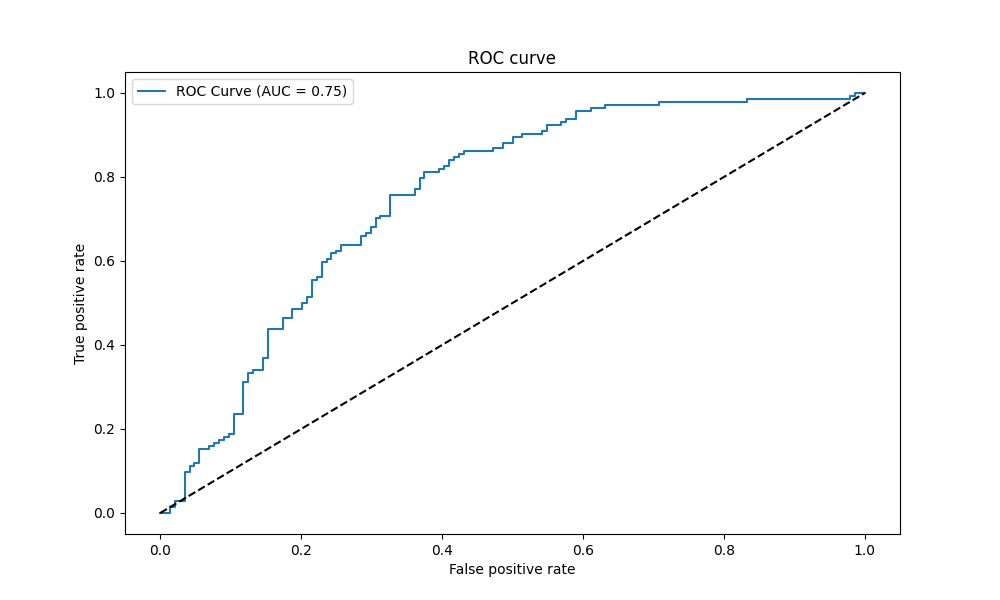 ROC curve
ROC Curve (AUC = 0.75)
True positive rate
1.0
0.8
0.6
0.4
0.2
0.0
0.0 0.2 0.4 0.6 0.8 1.0
False positive rate